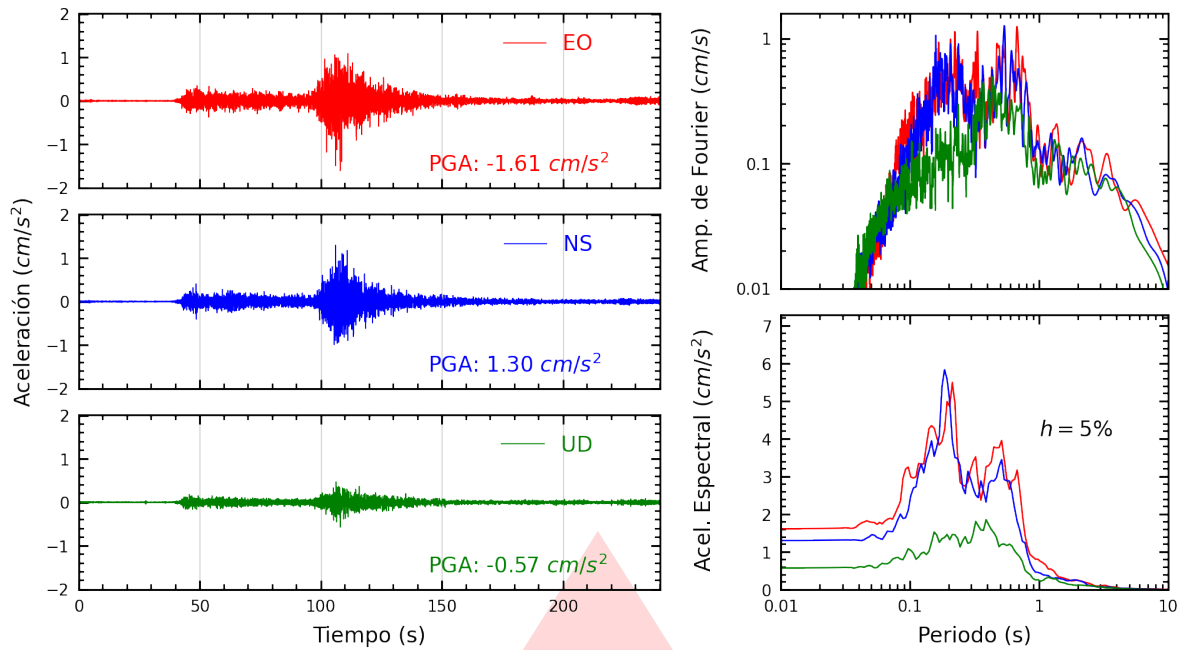 Aceleración (cm/s²)
2
1
0
−1
−2
EO
PGA: -1.61 cm/s²
2
1
0
−1
−2
NS
PGA: 1.30 cm/s²
2
1
0
−1
−2
UD
PGA: -0.57 cm/s²
0 50 100 150 200
Tiempo (s)
Amp. de Fourier (cm/s)
1
0.1
0.01
Acel. Espectral (cm/s²)
7
6
5
4
3
2
1
0
h = 5%
0.01 0.1 1 10
Periodo (s)